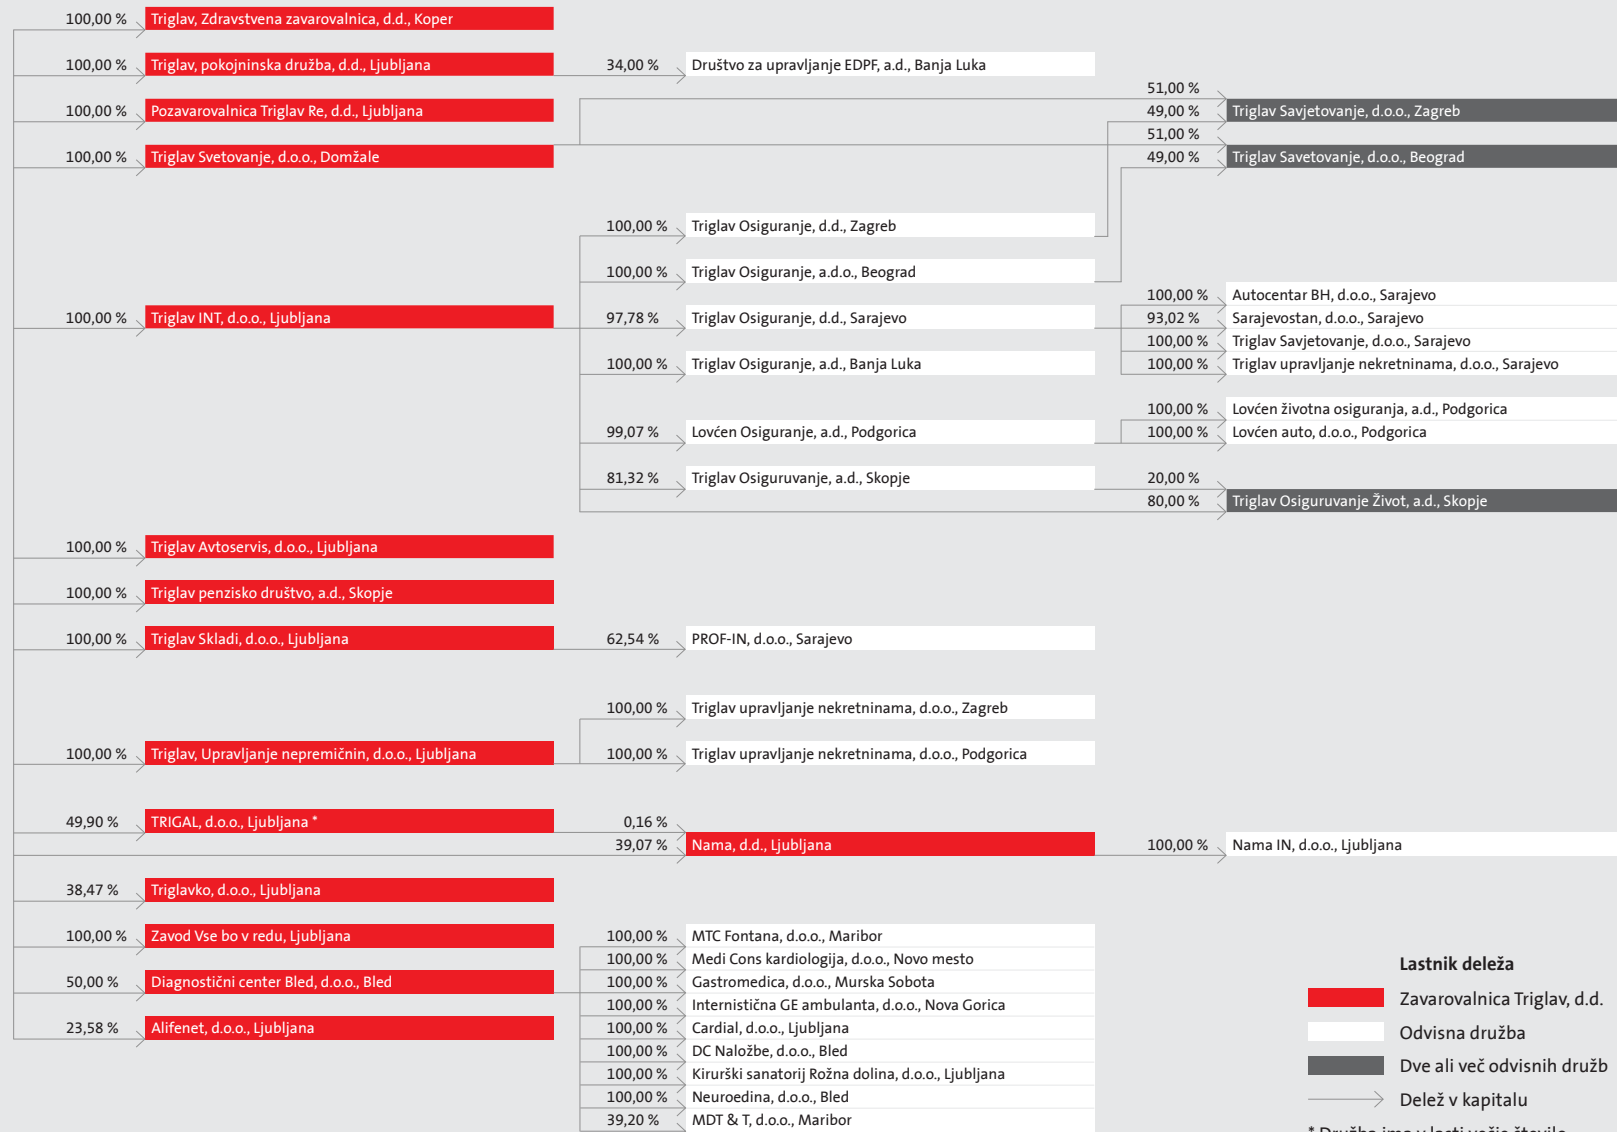 100,00 % Triglav, Zdravstvena zavarovalnica, d.d., Koper
100,00 % Triglav, pokojninska družba, d.d., Ljubljana 34,00 % Društvo za upravljanje EDPF, a.d., Banja Luka
51,00 %
100,00 % Pozavarovalnica Triglav Re, d.d., Ljubljana 49,00 % Triglav Savjetovanje, d.o.o., Zagreb
51,00 %
100,00 % Triglav Svetovanje, d.o.o., Domžale 49,00 % Triglav Savetovanje, d.o.o., Beograd
100,00 % Triglav Osiguranje, d.d., Zagreb
100,00 % Triglav Osiguranje, a.d.o., Beograd
100,00 % Autocentar BH, d.o.o., Sarajevo
100,00 % Triglav INT, d.o.o., Ljubljana 97,78 % Triglav Osiguranje, d.d., Sarajevo 93,02 % Sarajevostan, d.o.o., Sarajevo
100,00 % Triglav Savjetovanje, d.o.o., Sarajevo
100,00 % Triglav Osiguranje, a.d., Banja Luka 100,00 % Triglav upravljanje nekretninama, d.o.o., Sarajevo
100,00 % Lovćen životna osiguranja, a.d., Podgorica
99,07 % Lovćen Osiguranje, a.d., Podgorica 100,00 % Lovćen auto, d.o.o., Podgorica
81,32 % Triglav Osiguruvanje, a.d., Skopje 20,00 %
80,00 % Triglav Osiguruvanje Život, a.d., Skopje
100,00 % Triglav Avtoservis, d.o.o., Ljubljana
100,00 % Triglav penzisko društvo, a.d., Skopje
100,00 % Triglav Skladi, d.o.o., Ljubljana 62,54 % PROF-IN, d.o.o., Sarajevo
100,00 % Triglav upravljanje nekretninama, d.o.o., Zagreb
100,00 % Triglav, Upravljanje nepremičnin, d.o.o., Ljubljana 100,00 % Triglav upravljanje nekretninama, d.o.o., Podgorica
49,90 % TRIGAL, d.o.o., Ljubljana * 0,16 %
39,07 % Nama, d.d., Ljubljana 100,00 % Nama IN, d.o.o., Ljubljana
38,47 % Triglavko, d.o.o., Ljubljana
100,00 % Zavod Vse bo v redu, Ljubljana 100,00 % MTC Fontana, d.o.o., Maribor
100,00 % Medi Cons kardiologija, d.o.o., Novo mesto
50,00 % Diagnostični center Bled, d.o.o., Bled 100,00 % Gastromedica, d.o.o., Murska Sobota
100,00 % Internistična GE ambulanta, d.o.o., Nova Gorica
23,58 % Alifenet, d.o.o., Ljubljana 100,00 % Cardial, d.o.o., Ljubljana
100,00 % DC Naložbe, d.o.o., Bled
100,00 % Kirurški sanatorij Rožna dolina, d.o.o., Ljubljana
100,00 % Neuroedina, d.o.o., Bled
39,20 % MDT & T, d.o.o., Maribor
Lastnik deleža
Zavarovalnica Triglav, d.d.
Odvisna družba
Dve ali več odvisnih družb
Delež v kapitalu
* Družba ima v lasti večje število